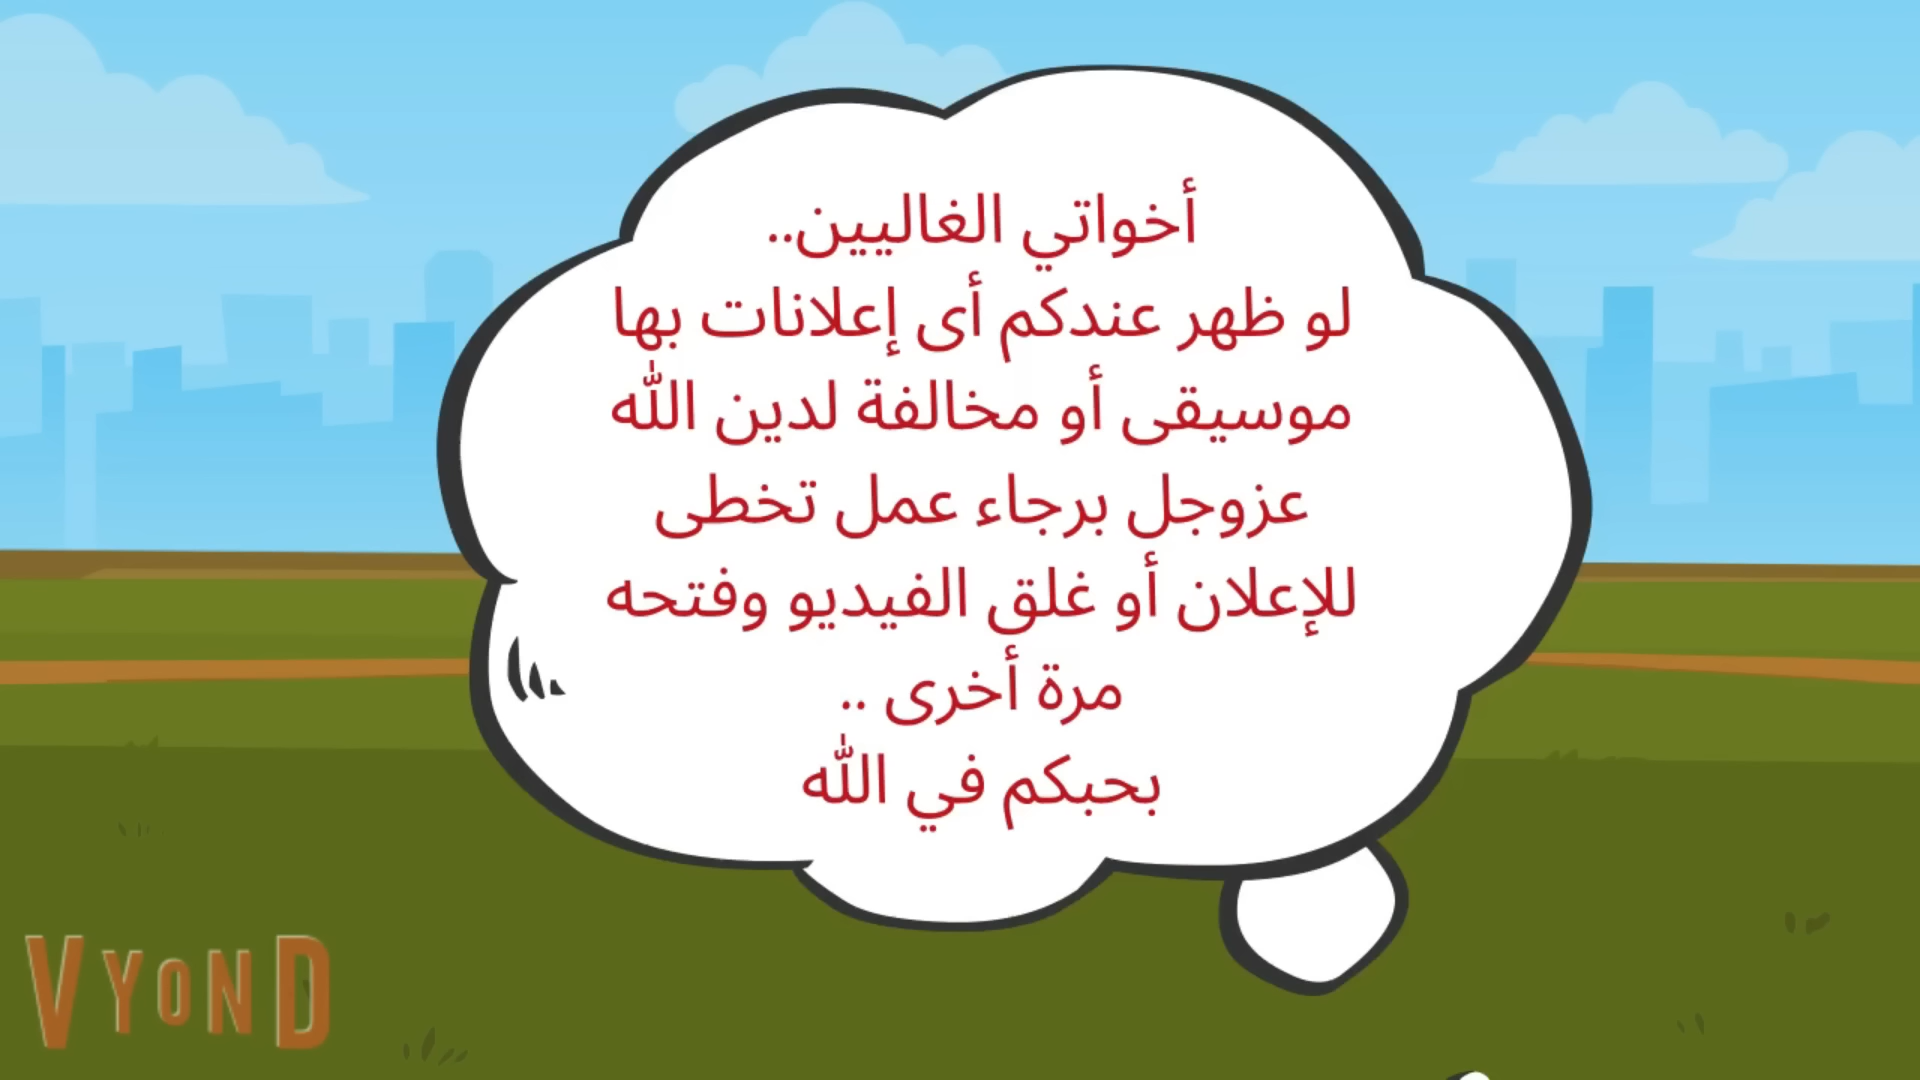 أخواتي الغاليين..
لو ظهر عندكم أى إعلانات بها
موسيقى أو مخالفة لدين الله
عزوجل برجاء عمل تخطى
للإعلان أو غلق الفيديو وفتحه
مرة أخرى ..
بحبكم في الله
VYOND